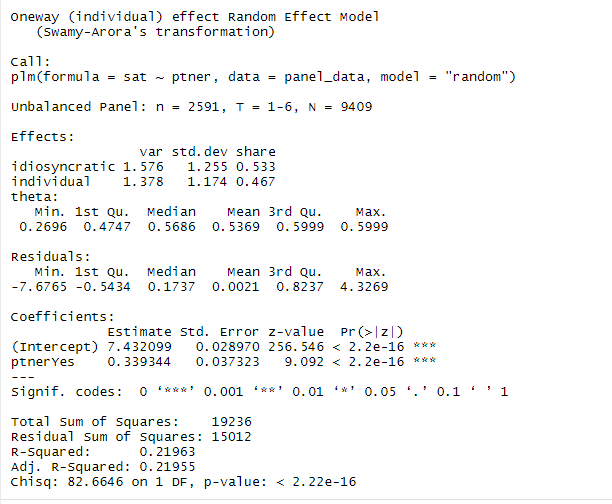 Oneway (individual) effect Random Effect Model
(Swamy-Arora's transformation)
Call:
plm(formula = sat ~ ptner, data = panel_data, model = "random")
Unbalanced Panel: n = 2591, T = 1-6, N = 9409
Effects:
var std.dev share
idiosyncratic 1.576 1.255 0.533
individual 1.378 1.174 0.467
theta:
Min. 1st Qu. Median Mean 3rd Qu. Max.
0.2696 0.4747 0.5686 0.5369 0.5999 0.5999
Residuals:
Min. 1st Qu. Median Mean 3rd Qu. Max.
-7.6765 -0.5434 0.1737 0.0021 0.8237 4.3269
Coefficients:
Estimate Std. Error z-value Pr(>|z|)
(Intercept) 7.432099 0.028970 256.546 < 2.2e-16 ***
ptnerYes 0.339344 0.037323 9.092 < 2.2e-16 ***
---
Signif. codes: 0 ‘***’ 0.001 ‘**’ 0.01 ‘*’ 0.05 ‘.’ 0.1 ‘ ’ 1
Total Sum of Squares: 19236
Residual Sum of Squares: 15012
R-Squared: 0.21963
Adj. R-Squared: 0.21955
Chisq: 82.6646 on 1 DF, p-value: < 2.22e-16